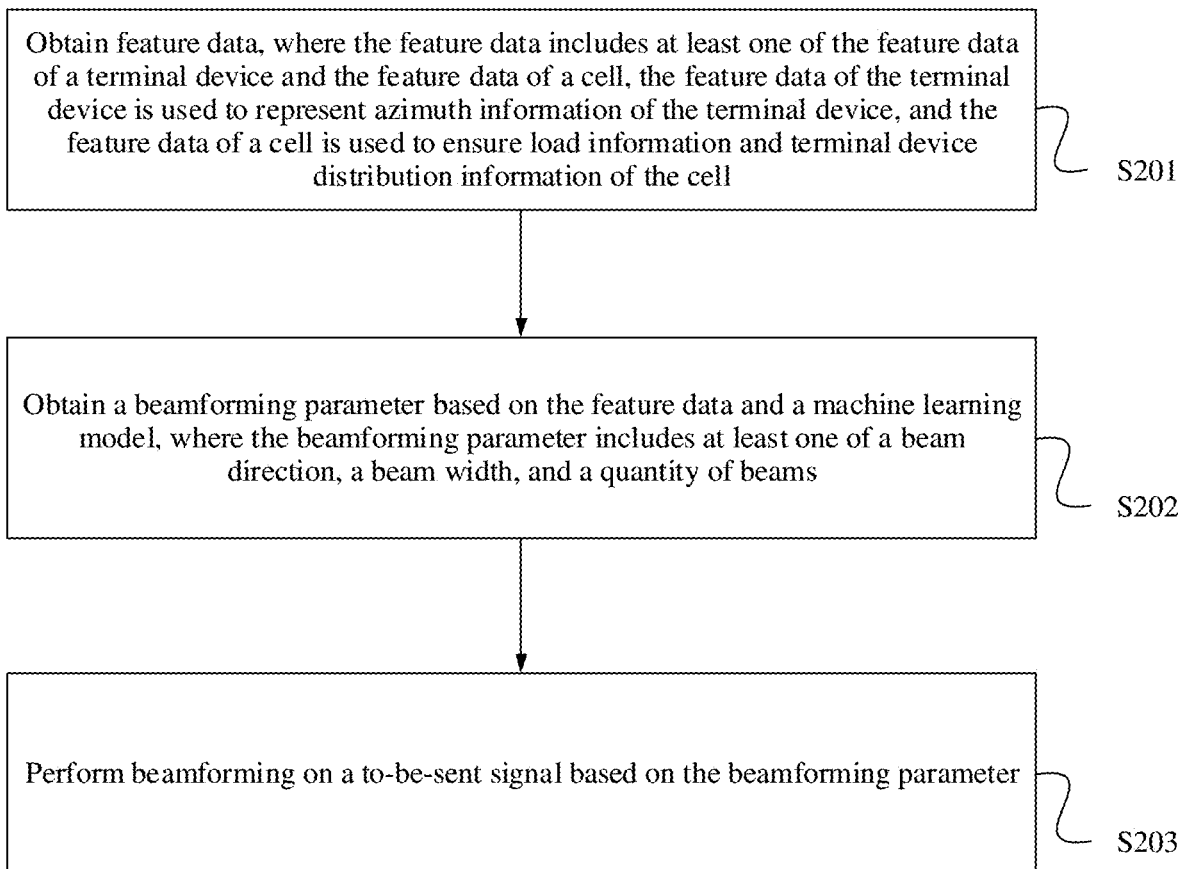 Obtain feature data, where the feature data includes at least one of the feature data
of a terminal device and the feature data of a cell, the feature data of the terminal
device is used to represent azimuth information of the terminal device, and the
feature data of a cell is used to ensure load information and terminal device
distribution information of the cell
S201
Obtain a beamforming parameter based on the feature data and a machine learning
model, where the beamforming parameter includes at least one of a beam
direction, a beam width, and a quantity of beams
S202
Perform beamforming on a to-be-sent signal based on the beamforming parameter
S203